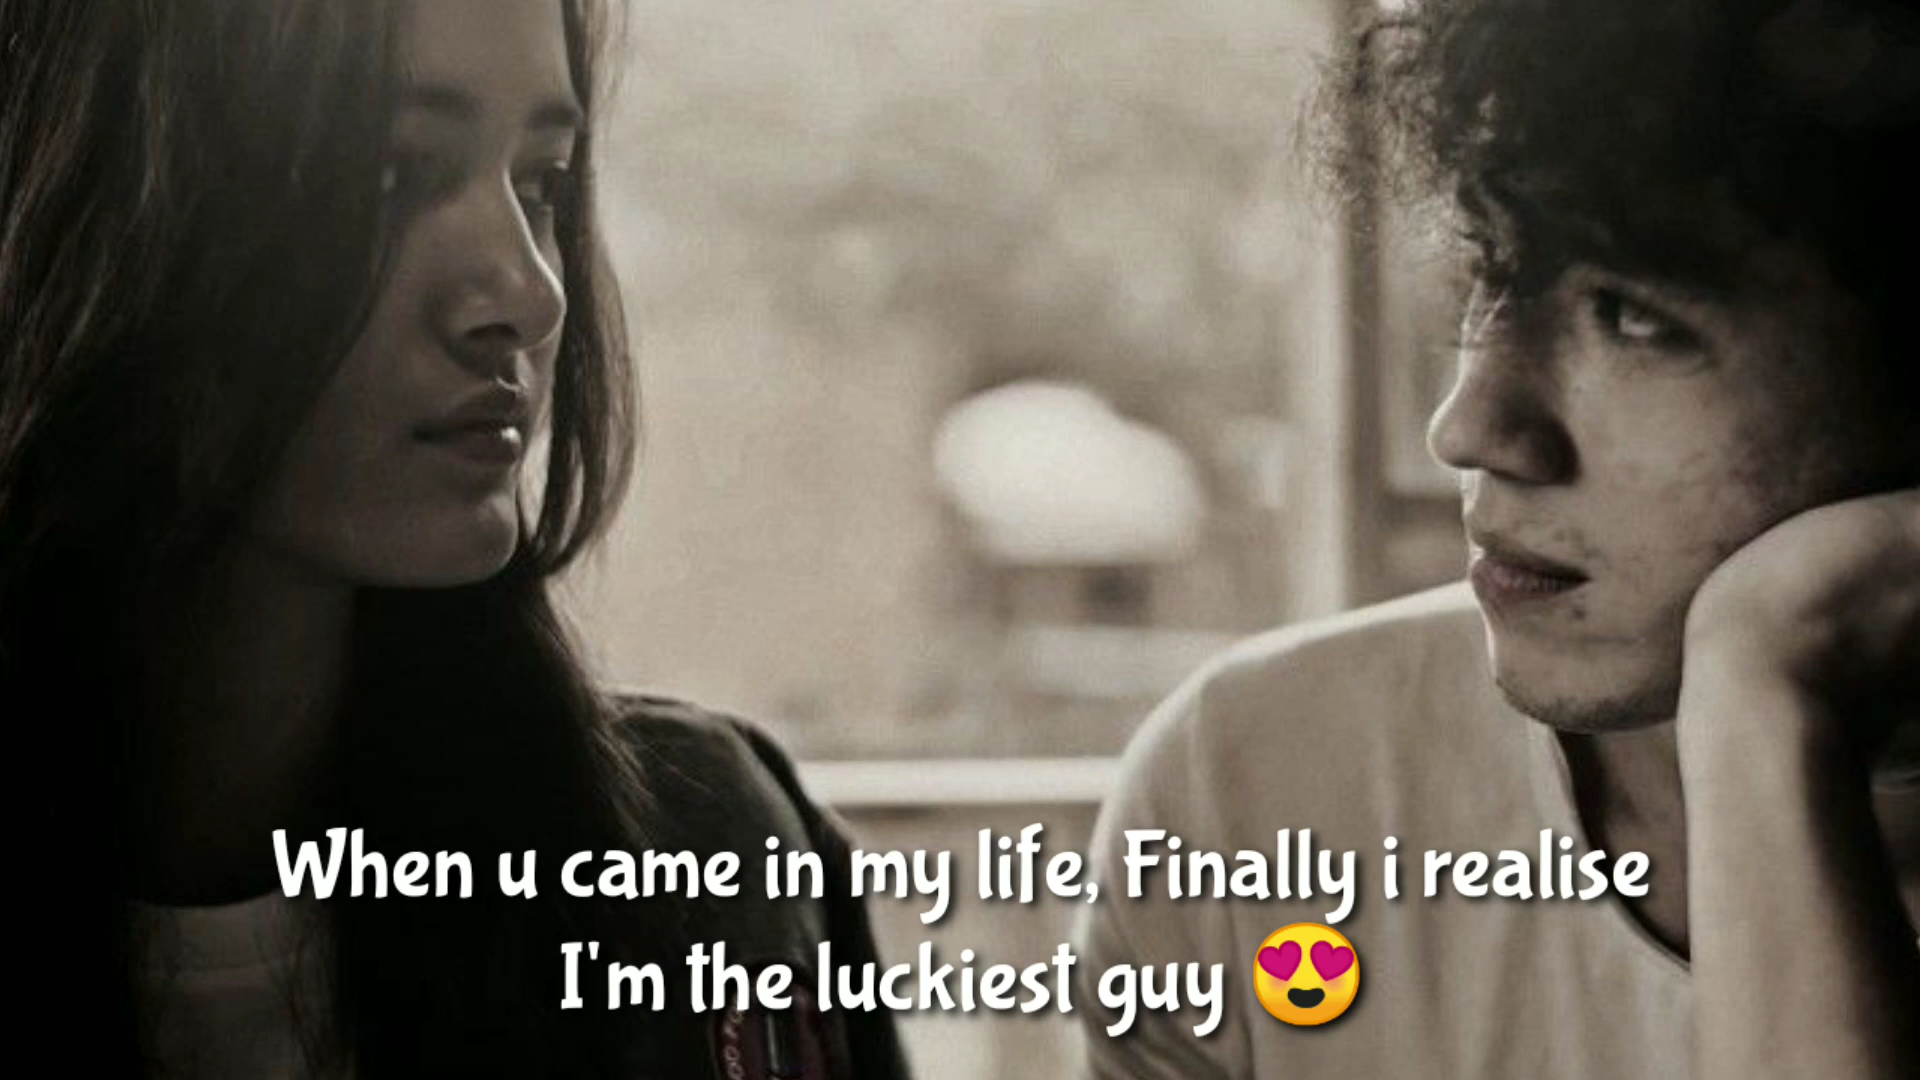 When u came in my life, Finally i realise
I'm the luckiest guy 😍